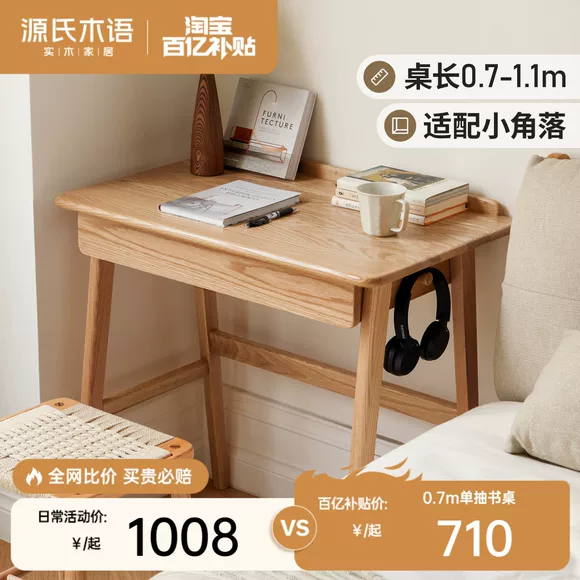 源氏木语
实木家居
淘宝
百亿补贴
桌长0.7-1.1m
适配小角落
FURNI
TECTURE
全网比价 买贵必赔
日常活动价:
¥/起
1008
VS
百亿补贴价:
¥/起
0.7m单抽书桌
710